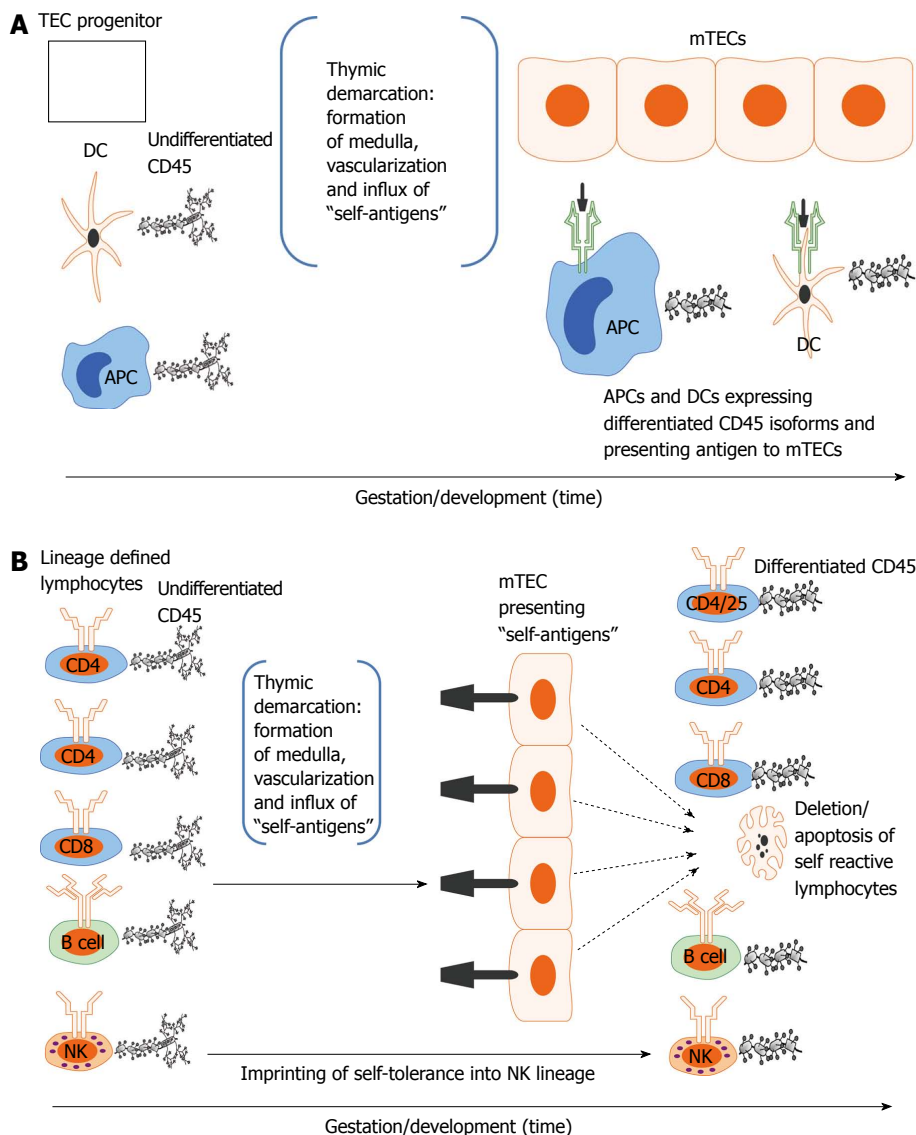 A
TEC progenitor
DC
Undifferentiated
CD45
APC
Thymic
demarcation:
formation
of medulla,
vascularization
and influx of
“self-antigens”
mTECs
APC
DC
APCs and DCs expressing
differentiated CD45 isoforms and
presenting antigen to mTECs
Gestation/development (time)
B
Lineage defined
lymphocytes
Undifferentiated
CD45
CD4
CD4
CD8
B cell
NK
Thymic
demarcation:
formation
of medulla,
vascularization
and influx of
“self-antigens”
mTEC
presenting
“self-antigens”
Differentiated CD45
CD4/25
CD4
CD8
Deletion/
apoptosis of
self reactive
lymphocytes
B cell
NK
Imprinting of self-tolerance into NK lineage
Gestation/development (time)